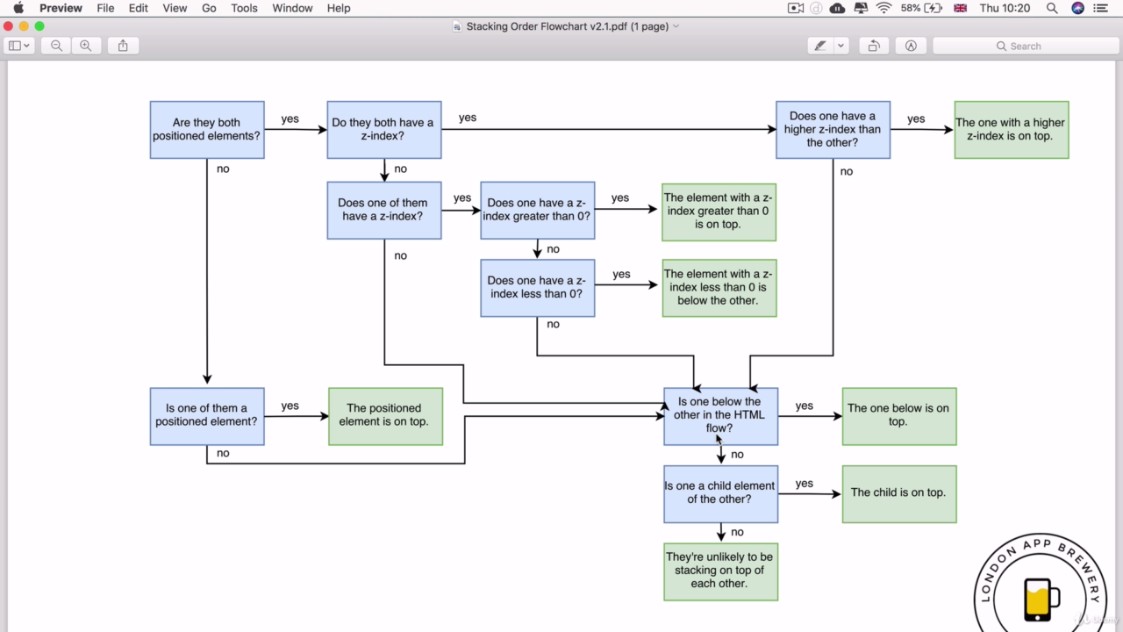 Preview File Edit View Go Tools Window Help
58% Thu 10:20
Stacking Order Flowchart v2.1.pdf (1 page)
Search
Are they both
positioned elements?
yes
Do they both have a
z-index?
yes
Does one have a
higher z-index than
the other?
yes
The one with a higher
z-index is on top.
no
no
no
Does one of them
have a z-index?
yes
Does one have a z-
index greater than 0?
yes
The element with a z-
index greater than 0
is on top.
no
no
Does one have a z-
index less than 0?
yes
The element with a z-
index less than 0 is
below the other.
no
Is one of them a
positioned element?
yes
The positioned
element is on top.
Is one below the
other in the HTML
flow?
yes
The one below is on
top.
no
no
Is one a child element
of the other?
yes
The child is on top.
no
They're unlikely to be
stacking on top of
each other.
LONDON APP BREWERY